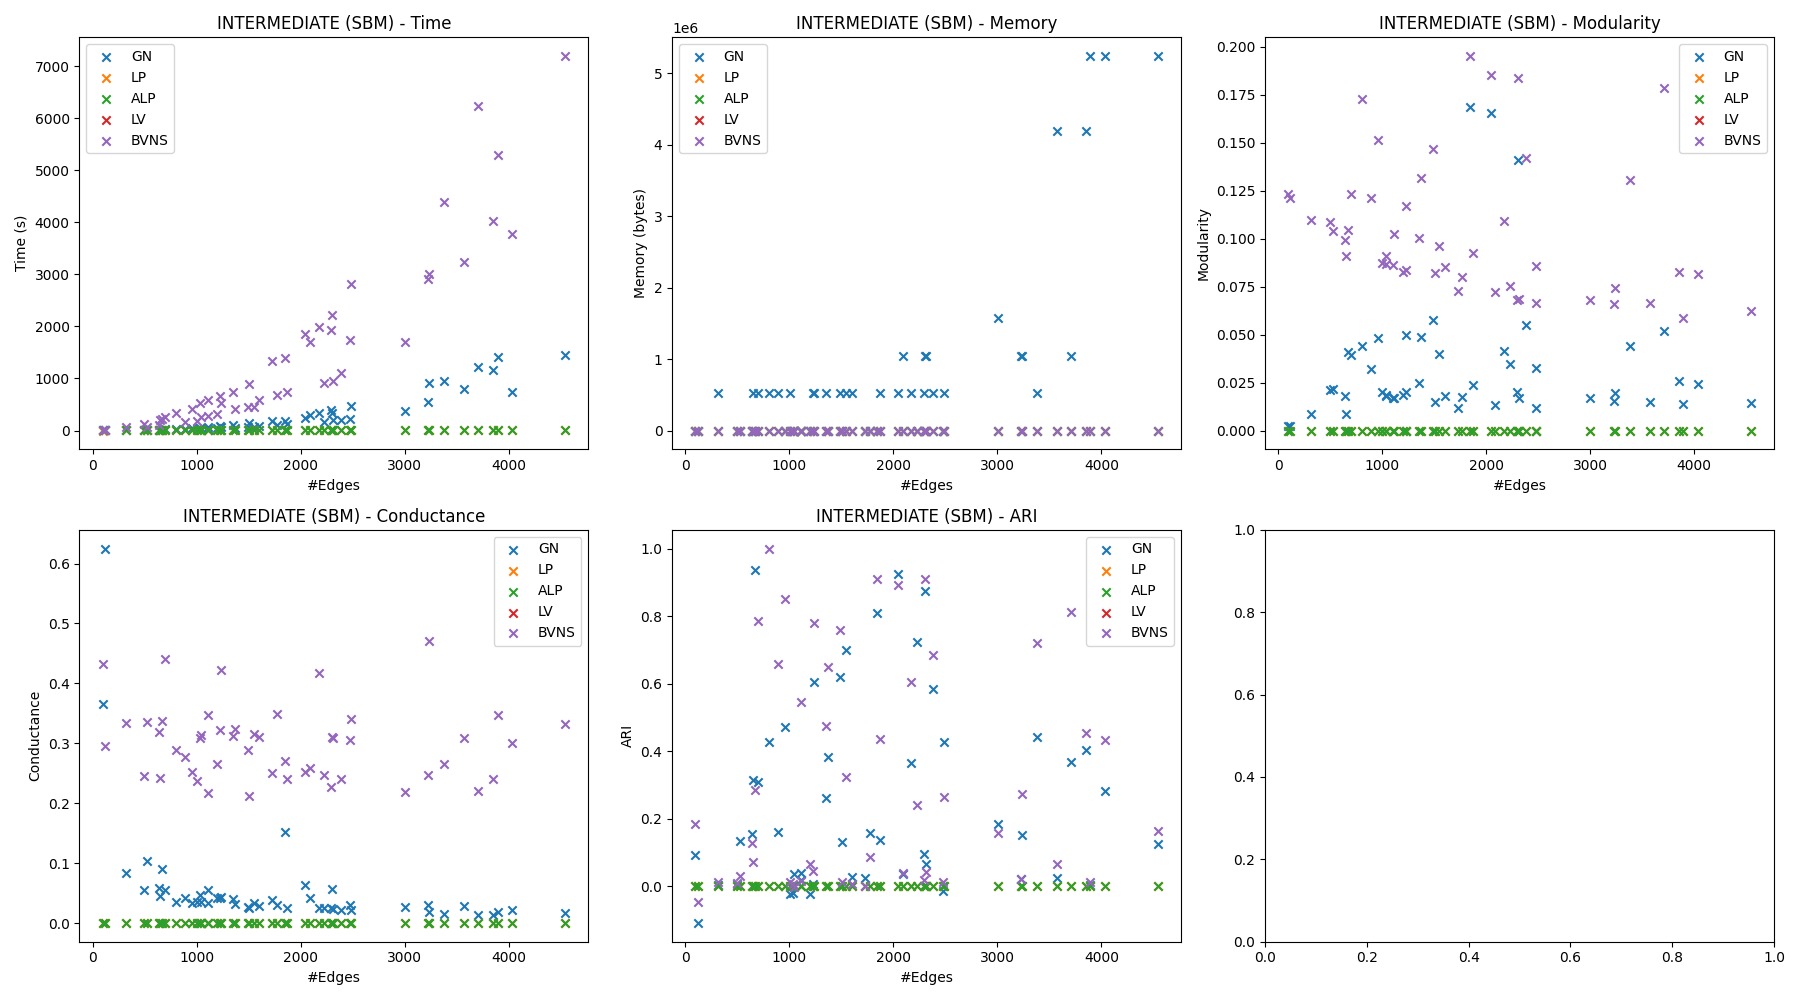 INTERMEDIATE (SBM) - Time
GN
LP
ALP
LV
BVNS
Time (s)
7000
6000
5000
4000
3000
2000
1000
0
0 1000 2000 3000 4000
#Edges
INTERMEDIATE (SBM) - Memory
1e6
GN
LP
ALP
LV
BVNS
Memory (bytes)
5
4
3
2
1
0
0 1000 2000 3000 4000
#Edges
INTERMEDIATE (SBM) - Modularity
GN
LP
ALP
LV
BVNS
Modularity
0.200
0.175
0.150
0.125
0.100
0.075
0.050
0.025
0.000
0 1000 2000 3000 4000
#Edges
INTERMEDIATE (SBM) - Conductance
GN
LP
ALP
LV
BVNS
Conductance
0.6
0.5
0.4
0.3
0.2
0.1
0.0
0 1000 2000 3000 4000
#Edges
INTERMEDIATE (SBM) - ARI
GN
LP
ALP
LV
BVNS
ARI
1.0
0.8
0.6
0.4
0.2
0.0
0 1000 2000 3000 4000
#Edges
1.0
0.8
0.6
0.4
0.2
0.0
0.0 0.2 0.4 0.6 0.8 1.0